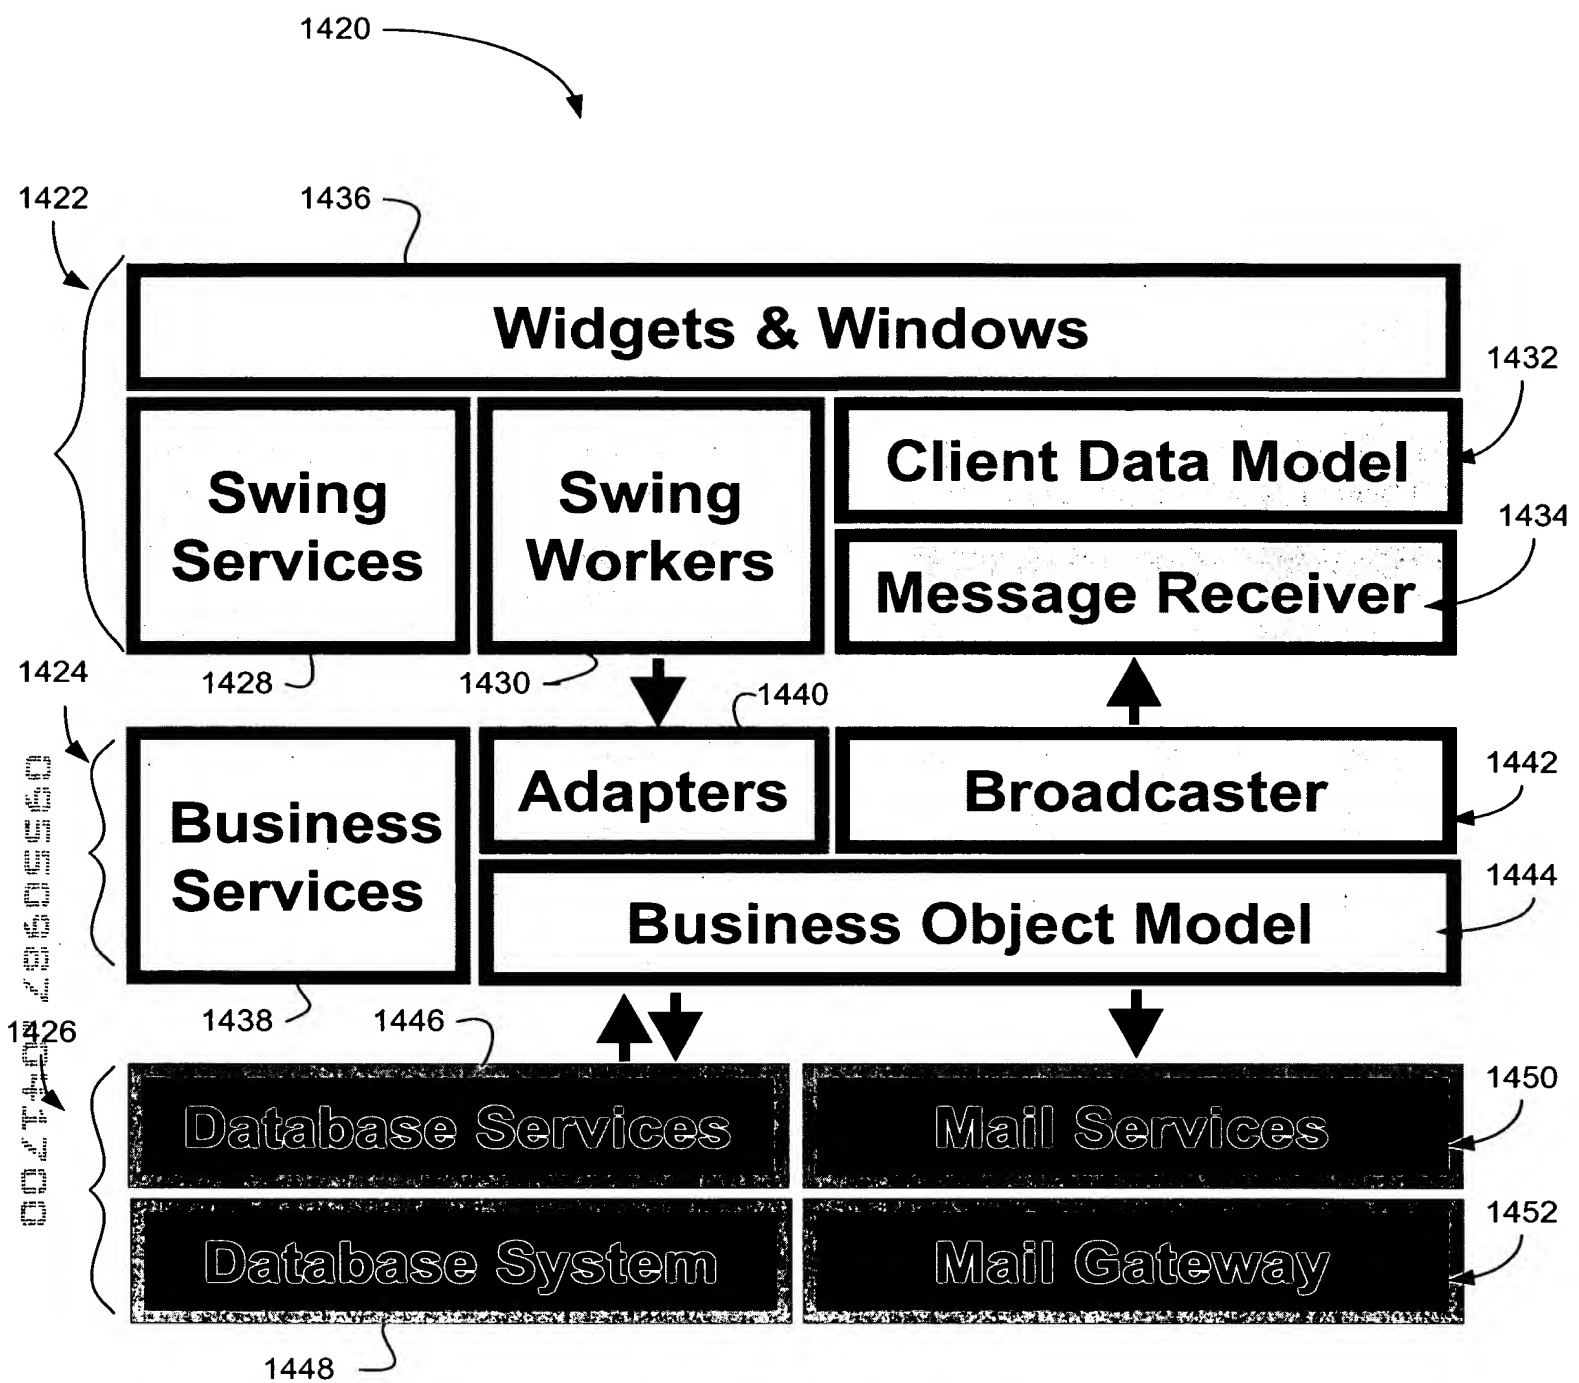 1420
1422
1436
Widgets & Windows
1432
Client Data Model
Swing
Services
Swing
Workers
1434
Message Receiver
1424
1428
1430
1440
Business
Services
Adapters
Broadcaster
1442
1444
Business Object Model
1438
1446
1426
Database Services
Mail Services
1450
Database System
Mail Gateway
1452
1448
09550987 041700